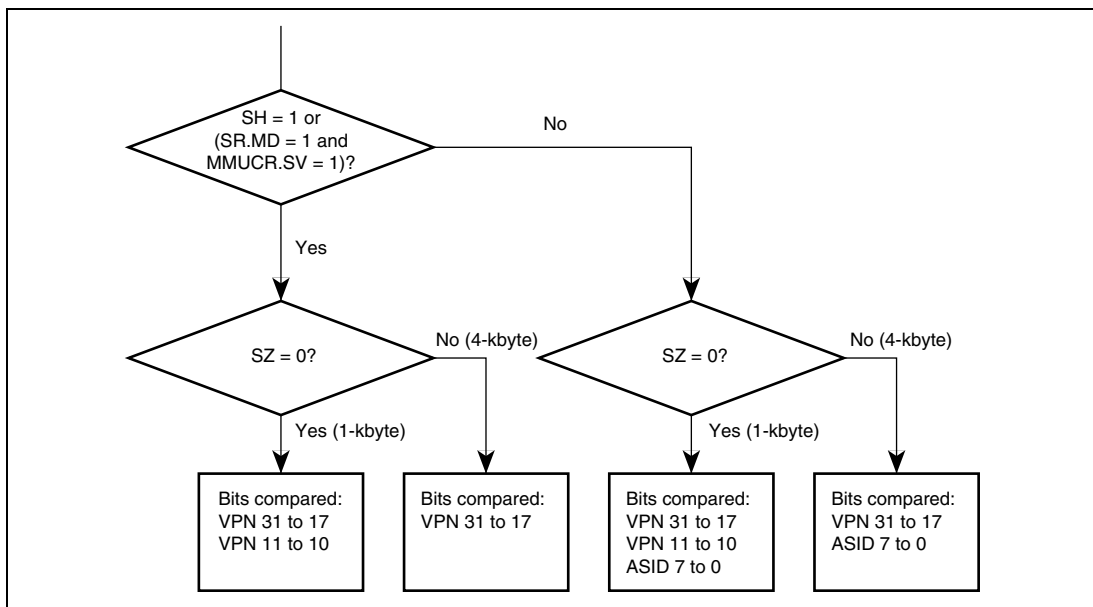 SH = 1 or
(SR.MD = 1 and
MMUCR.SV = 1)?
No
Yes
SZ = 0?
No (4-kbyte)
SZ = 0?
No (4-kbyte)
Yes (1-kbyte)
Yes (1-kbyte)
Bits compared:
VPN 31 to 17
VPN 11 to 10
Bits compared:
VPN 31 to 17
Bits compared:
VPN 31 to 17
VPN 11 to 10
ASID 7 to 0
Bits compared:
VPN 31 to 17
ASID 7 to 0